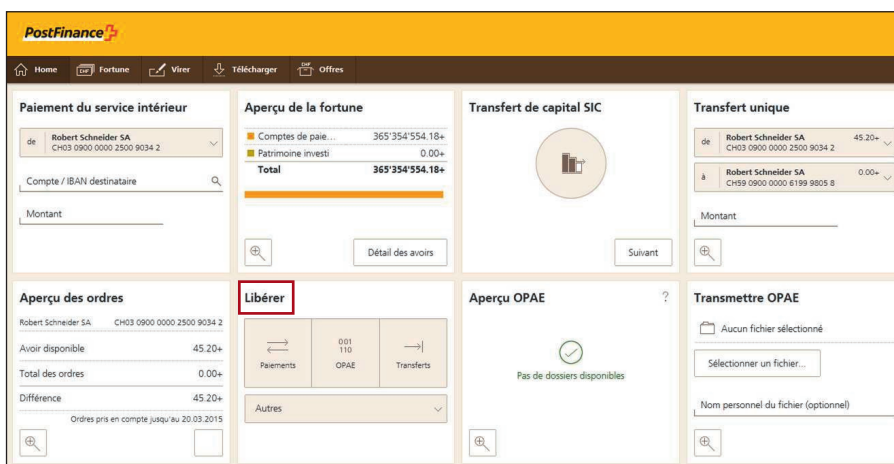 PostFinance
Home Fortune Virer Télécharger Offres
Paiement du service intérieur
de Robert Schneider SA
CH03 0900 0000 2500 9034 2
Compte / IBAN destinataire
Montant
Aperçu de la fortune
Comptes de paie... 365'354'554.18+
Patrimoine investi 0.00+
Total 365'354'554.18+
Détail des avoirs
Transfert de capital SIC
Suivant
Transfert unique
de Robert Schneider SA 45.20+
CH03 0900 0000 2500 9034 2
à Robert Schneider SA 0.00+
CH59 0900 0000 6199 9805 8
Montant
Aperçu des ordres
Robert Schneider SA CH03 0900 0000 2500 9034 2
Avoir disponible 45.20+
Total des ordres 0.00+
Différence 45.20+
Ordres pris en compte jusqu'au 20.03.2015
Libérer
001
110
Paiements OPAE Transferts
Autres
Aperçu OPAE ?
Pas de dossiers disponibles
Transmettre OPAE
Aucun fichier sélectionné
Sélectionner un fichier...
Nom personnel du fichier (optionnel)